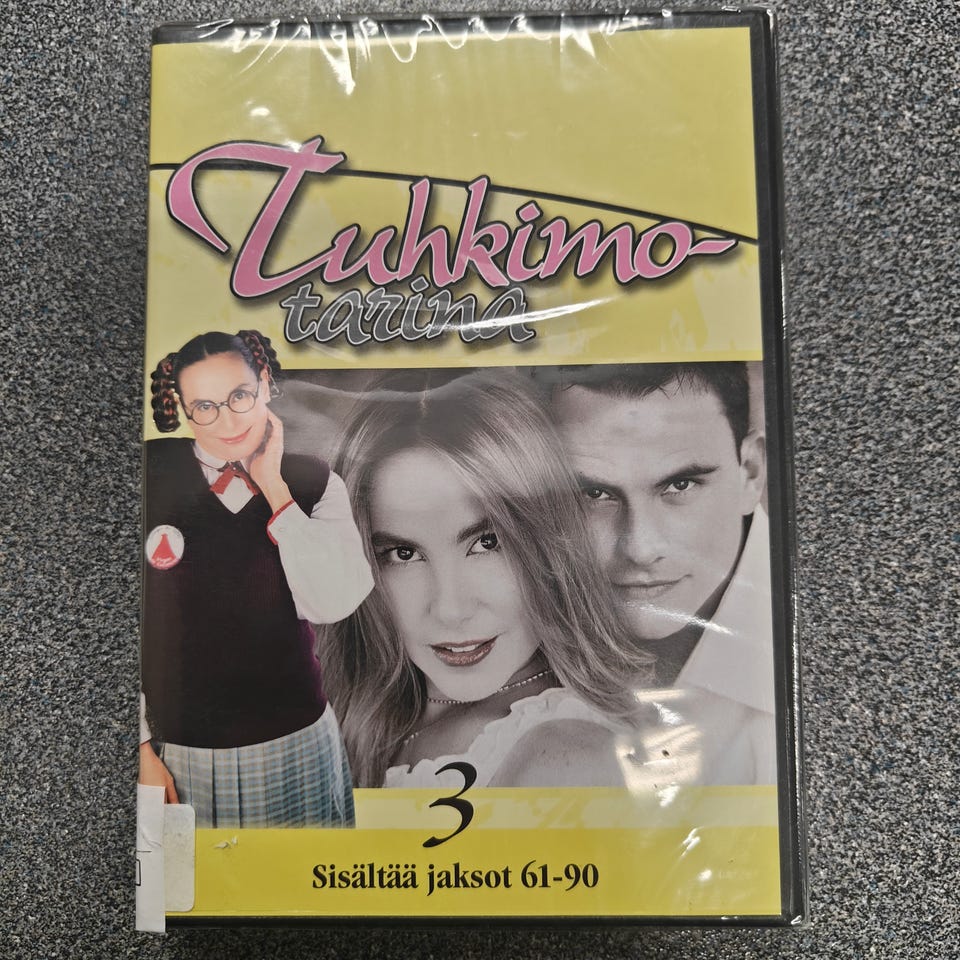 Tuhkimo-
tarina
3
Sisältää jaksot 61-90